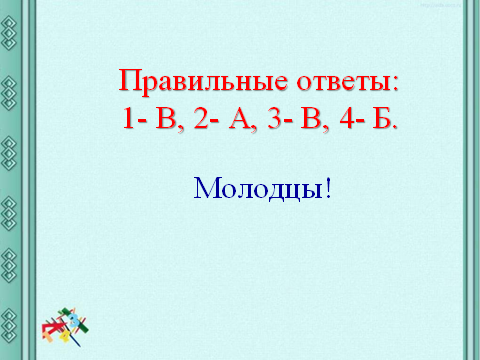 Правильные ответы:
1- В, 2- А, 3- В, 4- Б.
Молодцы!